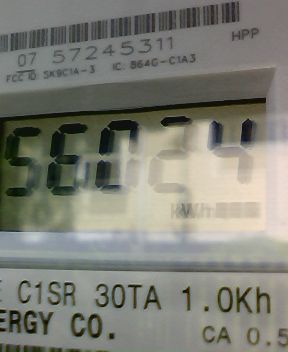 07 57245311
HPP
FCC ID: SK9C1A-3 IC: 864G-C1A3
56024
kWh
C1SR 30TA 1.0Kh
ERGY CO.
CA 0.5